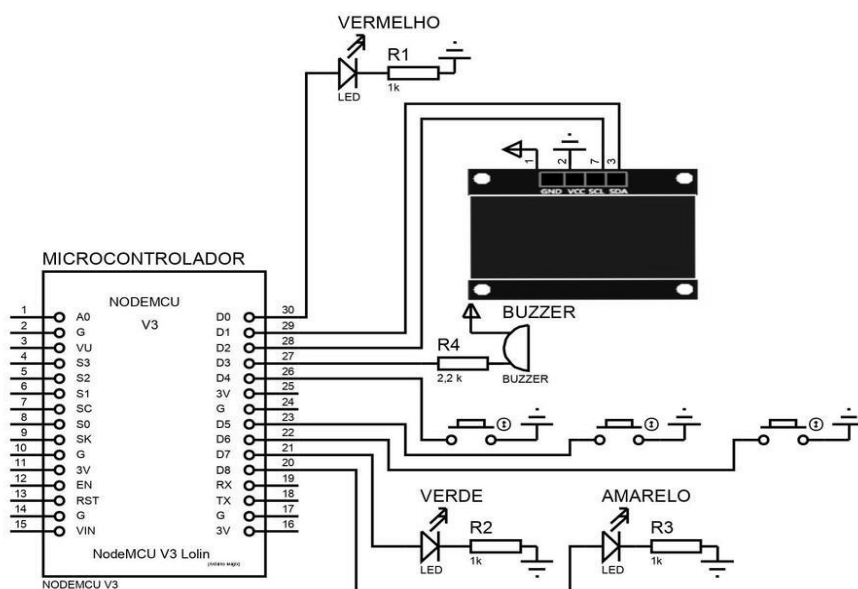 VERMELHO
R1
LED
1k
1
2
7
3
GND VCC SCL SDA
MICROCONTROLADOR
NODEMCU
V3
1 A0
2 G
3 VU
4 S3
5 S2
6 S1
7 SC
8 S0
9 SK
10 G
11 3V
12 EN
13 RST
14 G
15 VIN
D0 30
D1 29
D2 28
D3 27
D4 26
3V 25
G 24
D5 23
D6 22
D7 21
D8 20
RX 19
TX 18
G 17
3V 16
NodeMCU V3 Lolin
NODEMCU V3
BUZZER
R4
2,2 k
BUZZER
VERDE
R2
LED
1k
AMARELO
R3
LED
1k